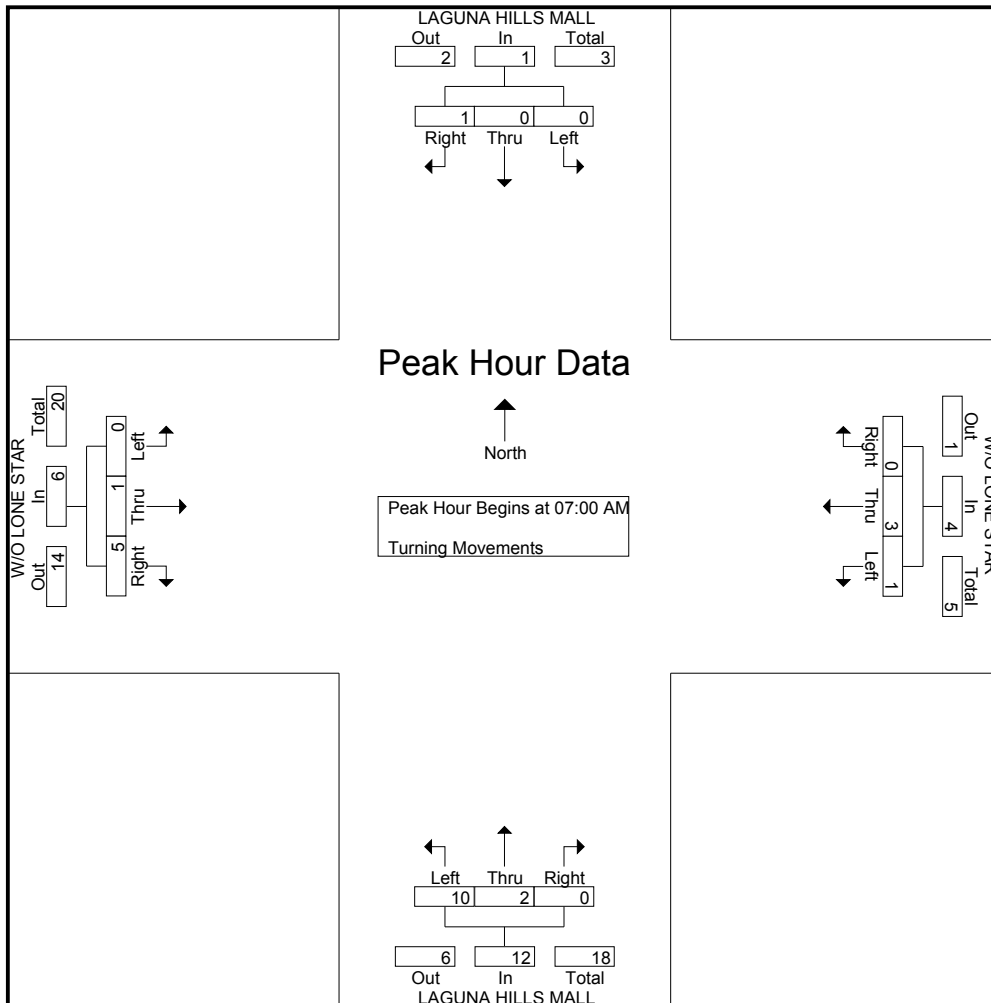 LAGUNA HILLS MALL
Out In Total
2 1 3
1 0 0
Right Thru Left
Peak Hour Data
North
Peak Hour Begins at 07:00 AM
Turning Movements
W/O LONE STAR
Total In Out
20 6 14
0 1 5
Left Thru Right
W/O LONE STAR
Out In Total
1 4 5
0 3 1
Right Thru Left
Left Thru Right
10 2 0
6 12 18
Out In Total
LAGUNA HILLS MALL